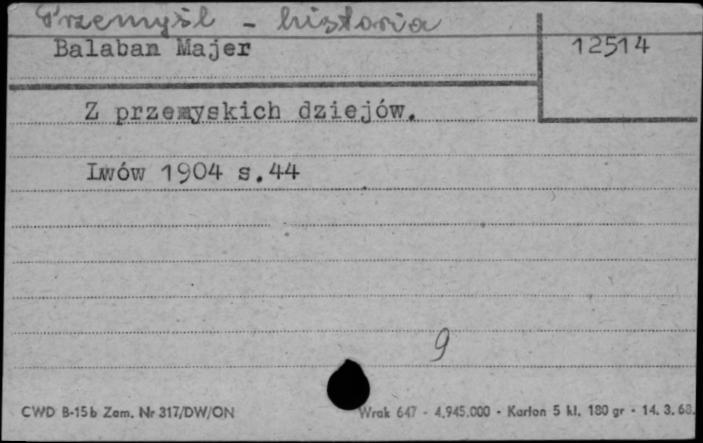 Przemyśl - historia
Balaban Majer
12514
Z przemyskich dziejów.
Lwów 1904 s.44
9
CWD B-15b Zam. Nr 317/DW/ON
Wrak 647 - 4.945.000 - Karton 5 kl. 180 gr - 14. 3. 63.